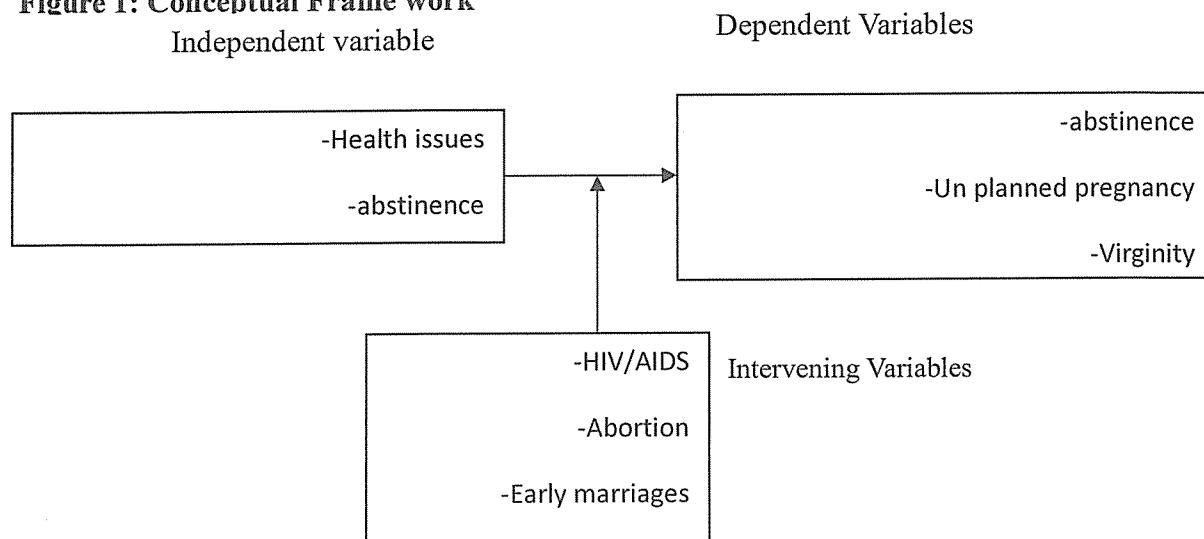 Figure 1: Conceptual Frame work
Independent variable
Dependent Variables
-Health issues
-abstinence
-abstinence
-Un planned pregnancy
-Virginity
-HIV/AIDS
-Abortion
-Early marriages
Intervening Variables